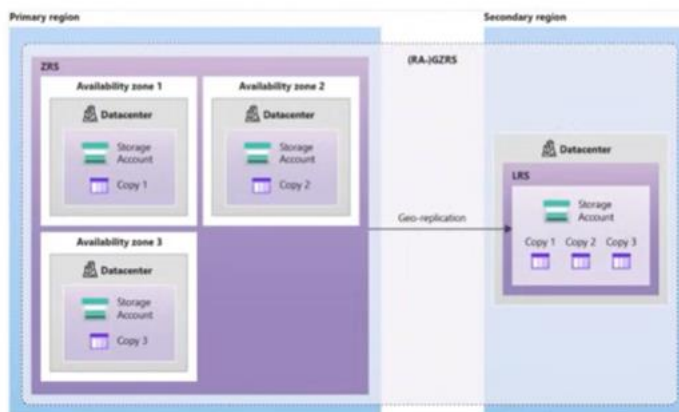 Primary region
Secondary region
(RA-)GZRS
ZRS
Availability zone 1
Datacenter
Storage
Account
Copy 1
Availability zone 2
Datacenter
Storage
Account
Copy 2
Availability zone 3
Datacenter
Storage
Account
Copy 3
Geo-replication
Datacenter
LRS
Storage
Account
Copy 1 Copy 2 Copy 3